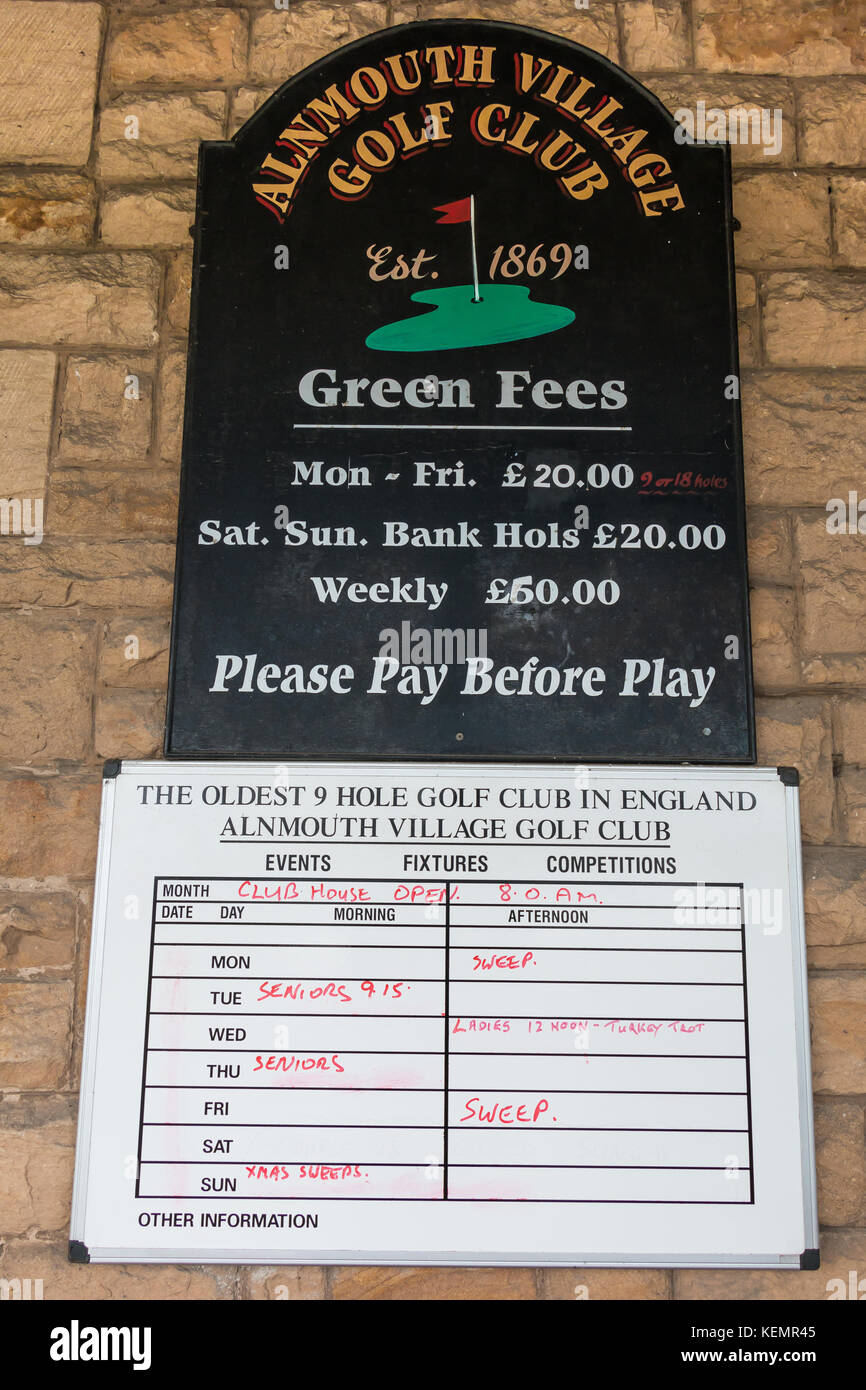 ALNMOUTH VILLAGE
GOLF CLUB
Est. 1869
Green Fees
Mon - Fri. £20.00 9 or 18 holes
Sat. Sun. Bank Hols £20.00
Weekly £60.00
Please Pay Before Play
THE OLDEST 9 HOLE GOLF CLUB IN ENGLAND
ALNMOUTH VILLAGE GOLF CLUB
EVENTS FIXTURES COMPETITIONS
MONTH CLUB HOUSE OPEN. 8.0. A.M.
DATE DAY MORNING AFTERNOON
MON SWEEP.
TUE SENIORS 9.15.
WED LADIES 12 NOON - TURKEY TROT
THU SENIORS
FRI SWEEP.
SAT
SUN XMAS SWEEPS.
OTHER INFORMATION
alamy
Image ID: KEMR45
www.alamy.com